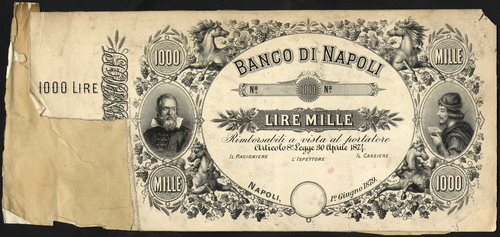 1000
MILLE
BANCO DI NAPOLI
1000 LIRE
Nº 1000 Nº
LIRE MILLE
Rimborsabili a vista al portatore
Articolo 8º Legge 30 Aprile 1874.
IL RAGIONIERE L'ISPETTORE IL CASSIERE
MILLE
NAPOLI,
1º Giugno 1879.
1000